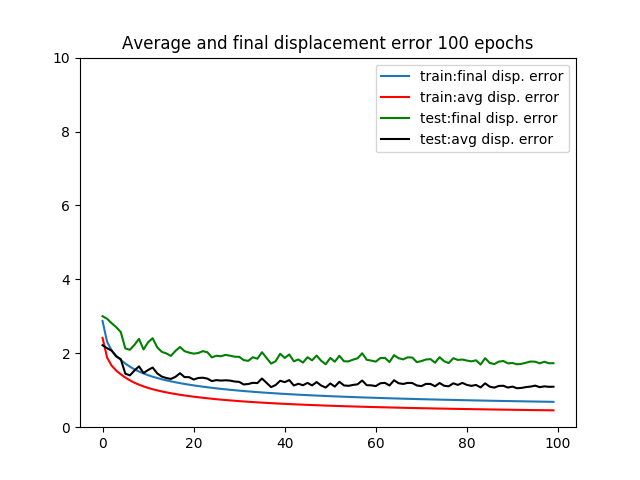 Average and final displacement error 100 epochs
train:final disp. error
train:avg disp. error
test:final disp. error
test:avg disp. error
10
8
6
4
2
0
0 20 40 60 80 100